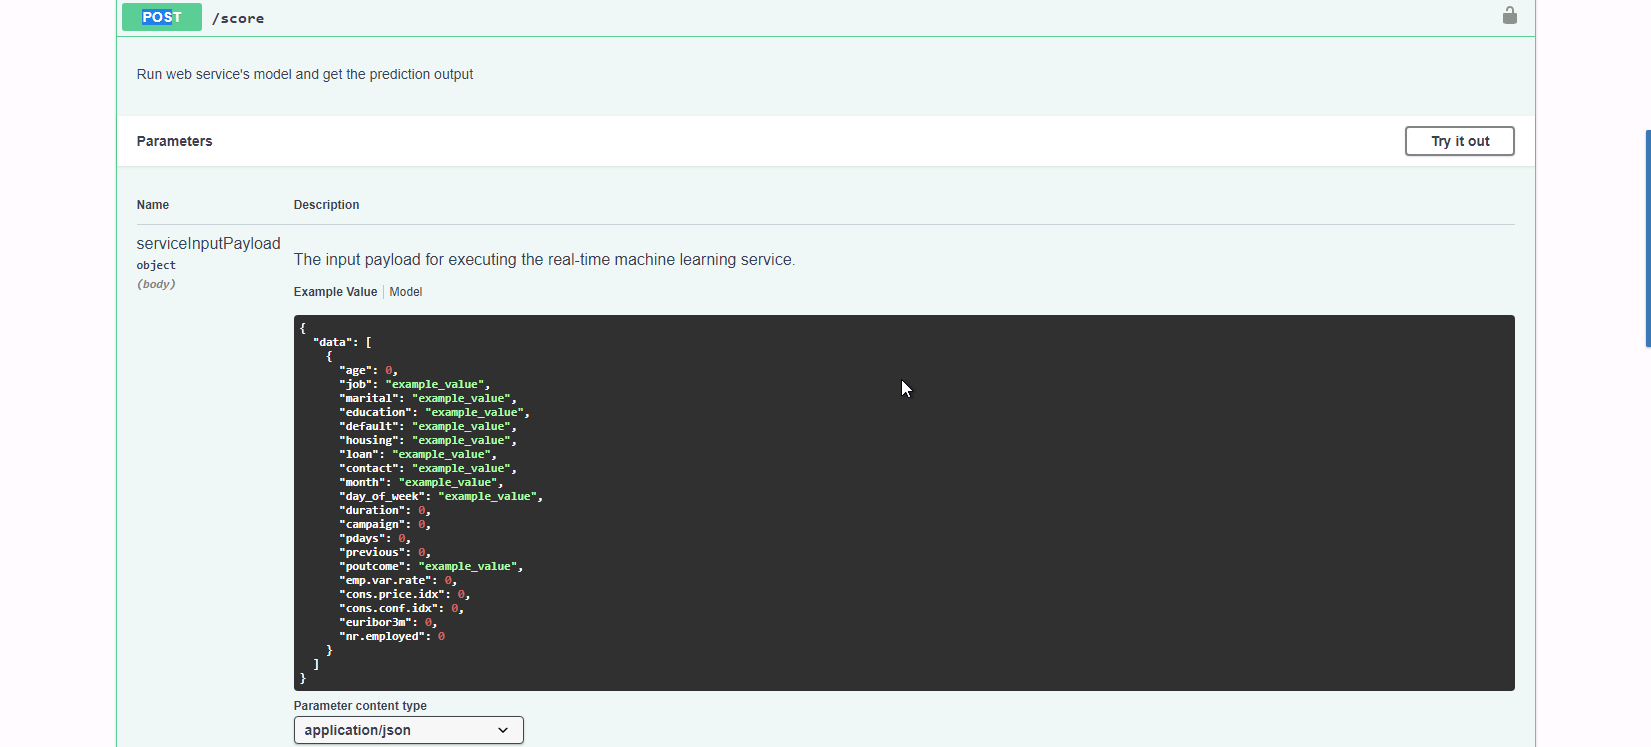 POST /score
Run web service's model and get the prediction output
Parameters
Try it out
Name Description
serviceInputPayload
object
(body)
The input payload for executing the real-time machine learning service.
Example Value Model
{
"data": [
{
"age": 0,
"job": "example_value",
"marital": "example_value",
"education": "example_value",
"default": "example_value",
"housing": "example_value",
"loan": "example_value",
"contact": "example_value",
"month": "example_value",
"day_of_week": "example_value",
"duration": 0,
"campaign": 0,
"pdays": 0,
"previous": 0,
"poutcome": "example_value",
"emp.var.rate": 0,
"cons.price.idx": 0,
"cons.conf.idx": 0,
"euribor3m": 0,
"nr.employed": 0
}
]
}
Parameter content type
application/json